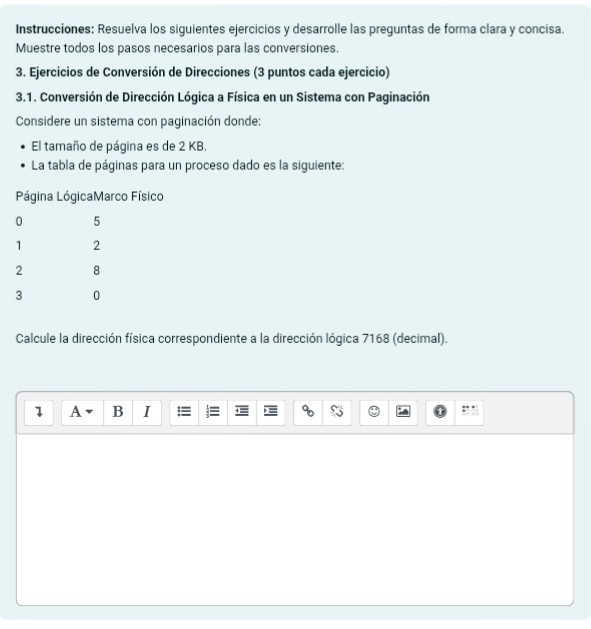 Instrucciones: Resuelva los siguientes ejercicios y desarrolle las preguntas de forma clara y concisa.
Muestre todos los pasos necesarios para las conversiones.
3. Ejercicios de Conversión de Direcciones (3 puntos cada ejercicio)
3.1. Conversión de Dirección Lógica a Física en un Sistema con Paginación
Considere un sistema con paginación donde:
• El tamaño de página es de 2 KB.
• La tabla de páginas para un proceso dado es la siguiente:
Página LógicaMarco Físico
0 5
1 2
2 8
3 0
Calcule la dirección física correspondiente a la dirección lógica 7168 (decimal).
A B I